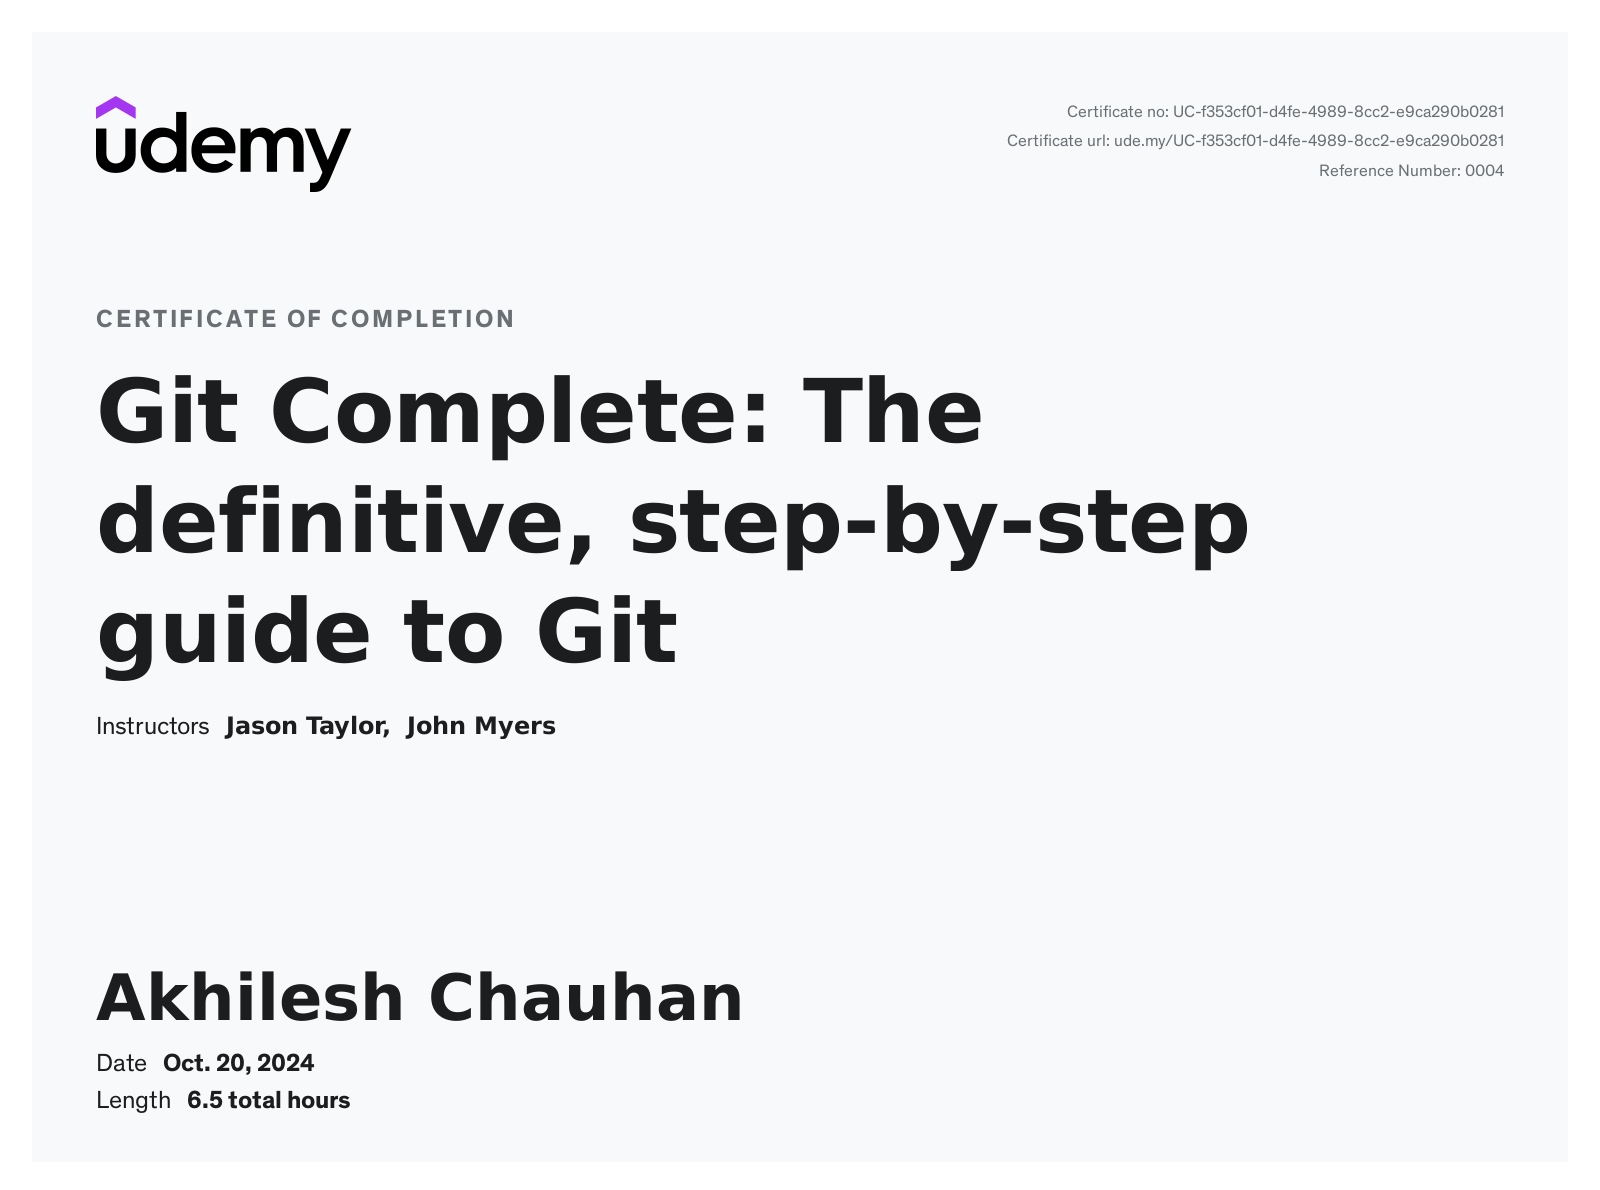 udemy
Certificate no: UC-f353cf01-d4fe-4989-8cc2-e9ca290b0281
Certificate url: ude.my/UC-f353cf01-d4fe-4989-8cc2-e9ca290b0281
Reference Number: 0004
CERTIFICATE OF COMPLETION
Git Complete: The
definitive, step-by-step
guide to Git
Instructors Jason Taylor, John Myers
Akhilesh Chauhan
Date Oct. 20, 2024
Length 6.5 total hours